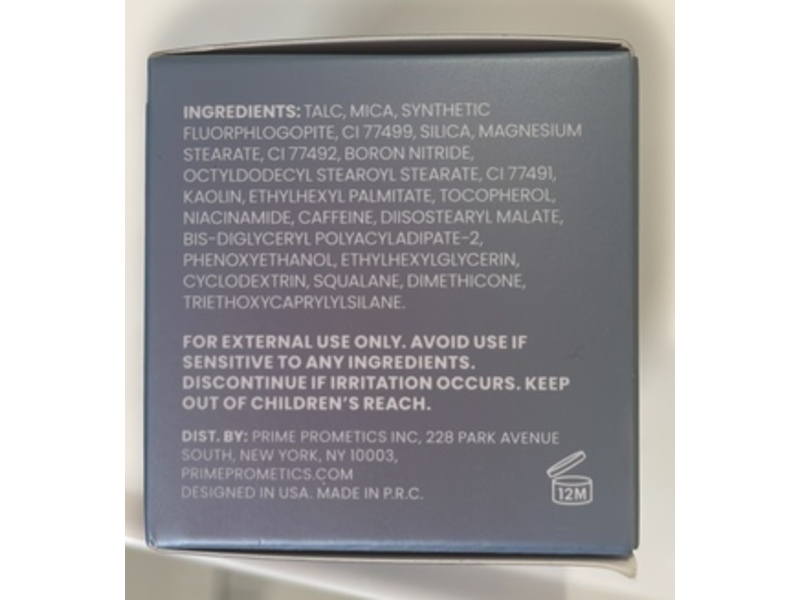 INGREDIENTS: TALC, MICA, SYNTHETIC
FLUORPHLOGOPITE, CI 77499, SILICA, MAGNESIUM
STEARATE, CI 77492, BORON NITRIDE,
OCTYLDODECYL STEAROYL STEARATE, CI 77491,
KAOLIN, ETHYLHEXYL PALMITATE, TOCOPHEROL,
NIACINAMIDE, CAFFEINE, DIISOSTEARYL MALATE,
BIS-DIGLYCERYL POLYACYLADIPATE-2,
PHENOXYETHANOL, ETHYLHEXYLGLYCERIN,
CYCLODEXTRIN, SQUALANE, DIMETHICONE,
TRIETHOXYCAPRYLYLSILANE.
FOR EXTERNAL USE ONLY. AVOID USE IF
SENSITIVE TO ANY INGREDIENTS.
DISCONTINUE IF IRRITATION OCCURS. KEEP
OUT OF CHILDREN'S REACH.
DIST. BY: PRIME PROMETICS INC, 228 PARK AVENUE
SOUTH, NEW YORK, NY 10003,
PRIMEPROMETICS.COM
DESIGNED IN USA. MADE IN P.R.C.
12M